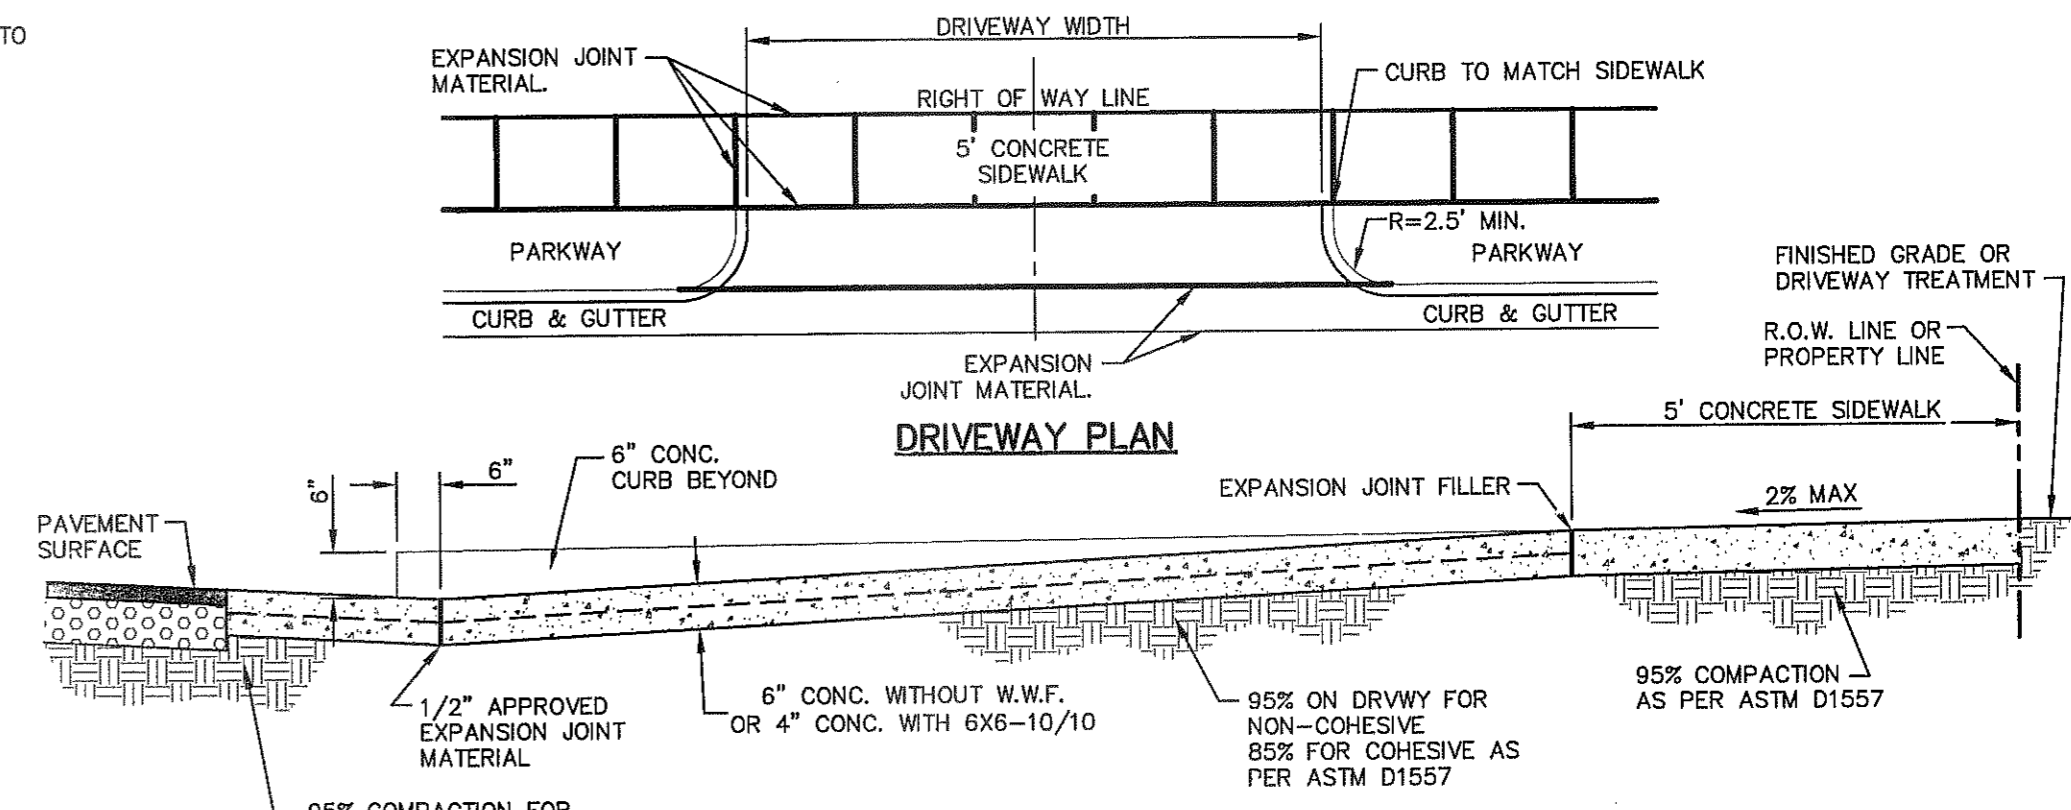 TO
DRIVEWAY WIDTH
EXPANSION JOINT
MATERIAL.
CURB TO MATCH SIDEWALK
RIGHT OF WAY LINE
5' CONCRETE
SIDEWALK
R=2.5' MIN.
PARKWAY
PARKWAY
FINISHED GRADE OR
DRIVEWAY TREATMENT
CURB & GUTTER
CURB & GUTTER
R.O.W. LINE OR
PROPERTY LINE
EXPANSION
JOINT MATERIAL.
DRIVEWAY PLAN
5' CONCRETE SIDEWALK
6"
6"
6" CONC.
CURB BEYOND
EXPANSION JOINT FILLER
2% MAX
PAVEMENT
SURFACE
1/2" APPROVED
EXPANSION JOINT
MATERIAL
6" CONC. WITHOUT W.W.F.
OR 4" CONC. WITH 6X6-10/10
95% ON DRVWY FOR
NON-COHESIVE
85% FOR COHESIVE AS
PER ASTM D1557
95% COMPACTION
AS PER ASTM D1557
95% COMPACTION FOR